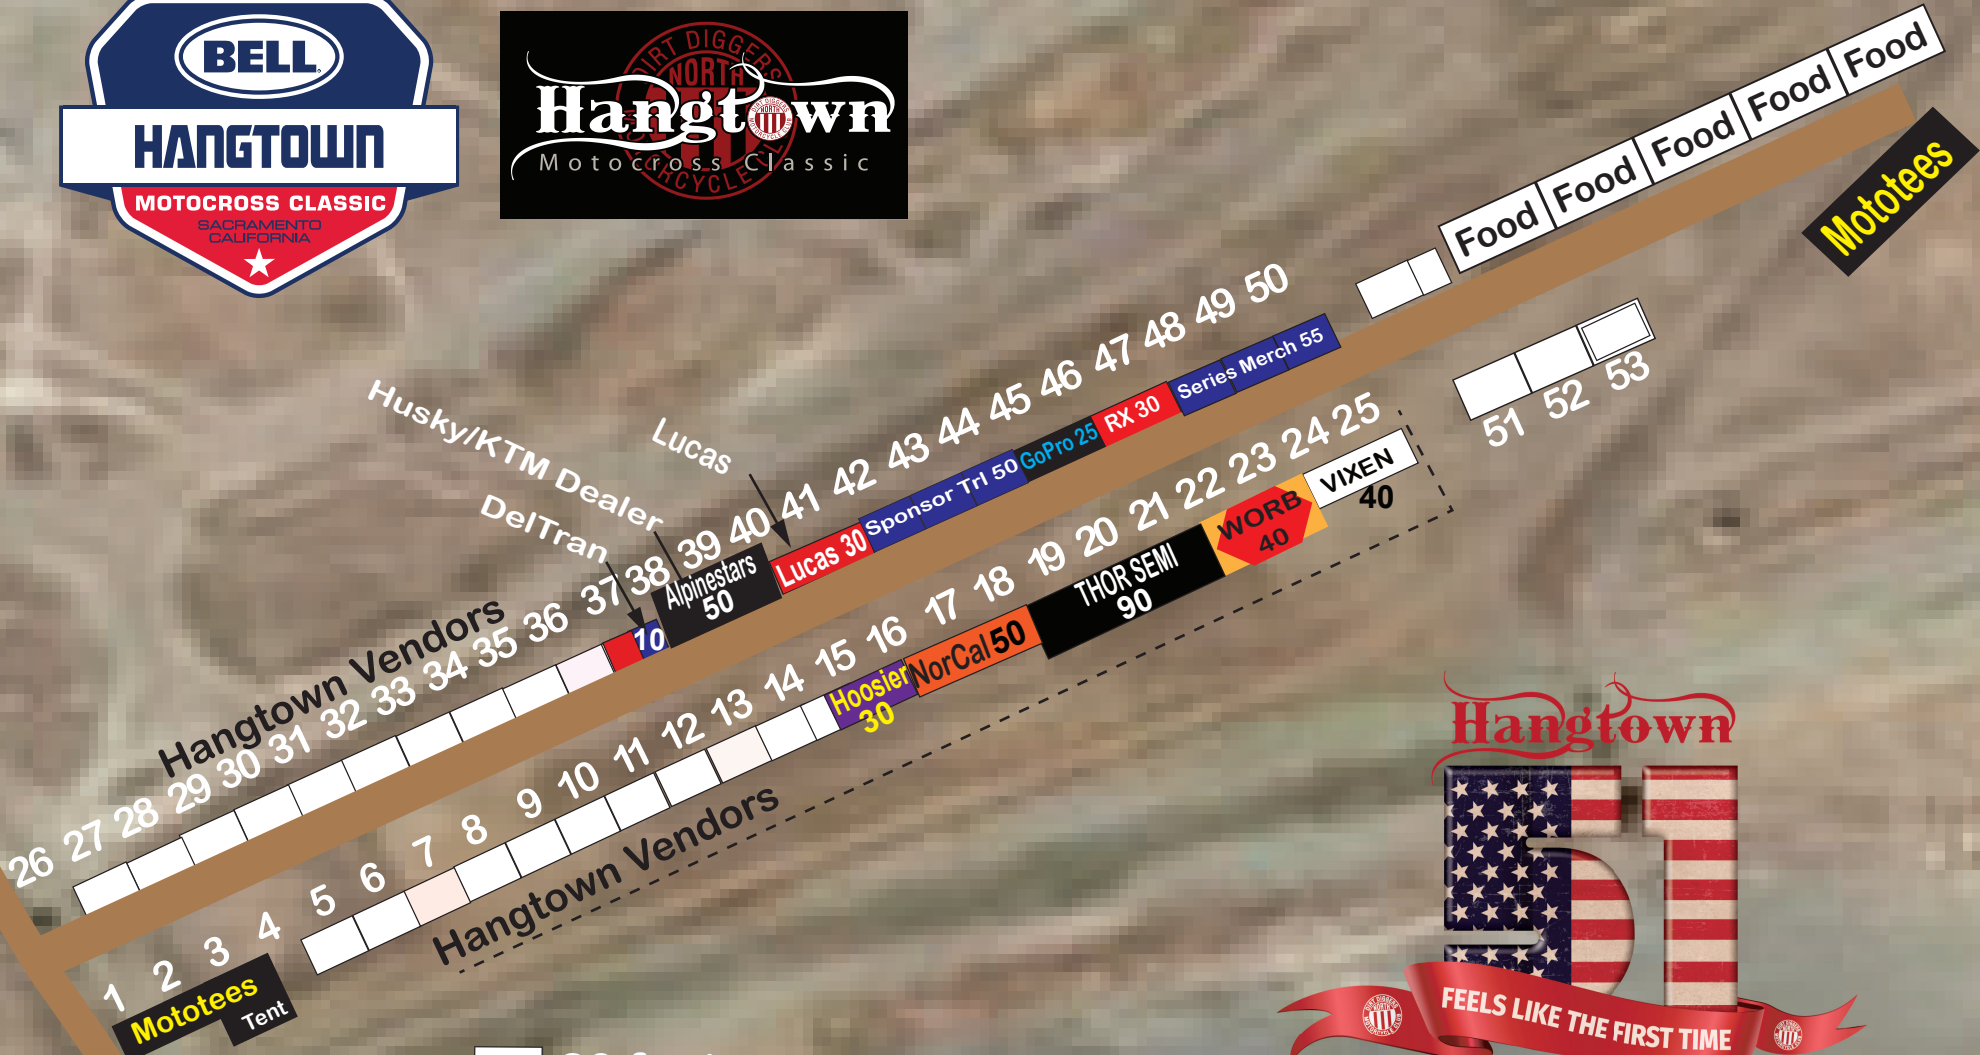 BELL
HANGTOWN
MOTOCROSS CLASSIC
SACRAMENTO
CALIFORNIA
DIRT DIGGERS
NORTH
MOTORCYCLE CLUB
Hangtown
Motocross Classic
Food Food Food Food Food
Mototees
Husky/KTM Dealer
DelTran
Lucas
Hangtown Vendors
26 27 28 29 30 31 32 33 34 35 36 37 38 39 40 41 42 43 44 45 46 47 48 49 50
10
Alpinestars
50
Lucas 30
Sponsor Trl 50
GoPro 25
RX 30
Series Merch 55
51 52 53
1 2 3 4 5 6 7 8 9 10 11 12 13 14 15 16 17 18 19 20 21 22 23 24 25
Mototees
Tent
Hoosier
30
NorCal 50
THOR SEMI
90
WORB
40
VIXEN
40
Hangtown Vendors
Hangtown
51
FEELS LIKE THE FIRST TIME